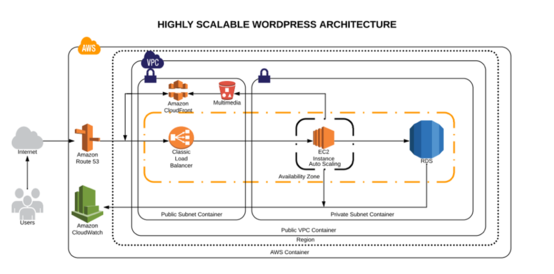 HIGHLY SCALABLE WORDPRESS ARCHITECTURE
AWS
VPC
Amazon
CloudFront
Multimedia
Internet
Amazon
Route 53
Classic
Load
Balancer
EC2
Instance
Auto Scaling
RDS
Availability Zone
Users
Amazon
CloudWatch
Public Subnet Container
Private Subnet Container
Public VPC Container
Region
AWS Container